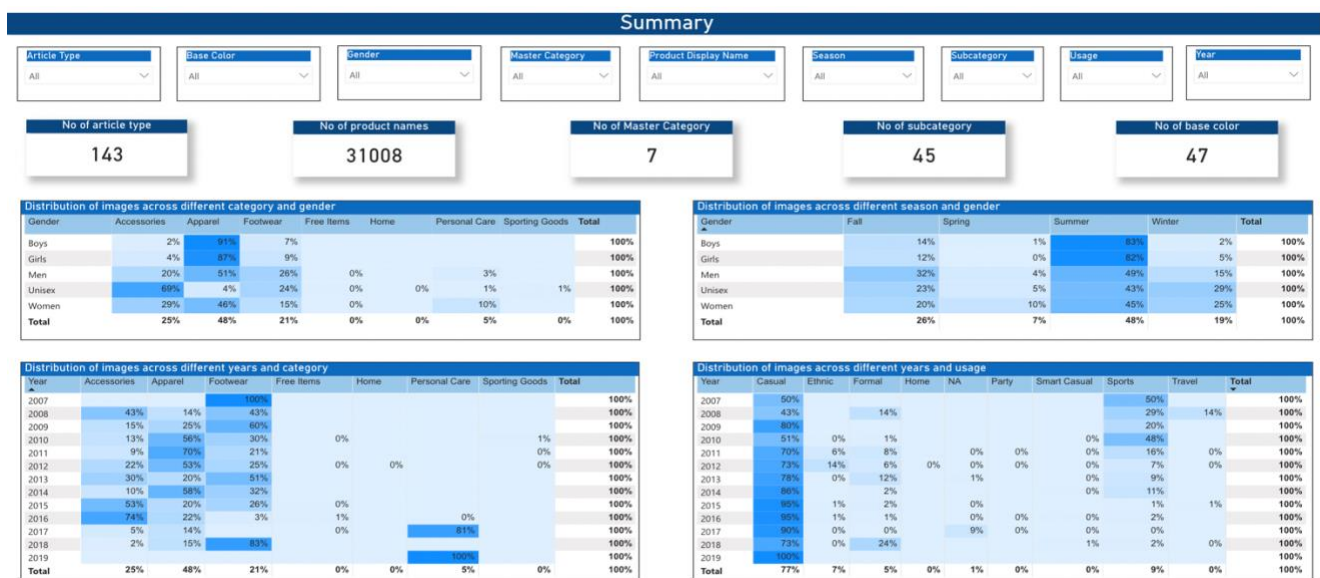 Summary
Article Type Base Color Gender Master Category Product Display Name Season Subcategory Usage Year
All All All All All All All All All
No of article type No of product names No of Master Category No of subcategory No of base color
143 31008 7 45 47
Distribution of images across different category and gender
Gender Accessories Apparel Footwear Free Items Home Personal Care Sporting Goods Total
Boys 2% 91% 7% 100%
Girls 4% 87% 9% 100%
Men 20% 51% 26% 0% 3% 100%
Unisex 69% 4% 24% 0% 0% 1% 1% 100%
Women 29% 46% 15% 0% 10% 100%
Total 25% 48% 21% 0% 0% 5% 0% 100%
Distribution of images across different season and gender
Gender Fall Spring Summer Winter Total
Boys 14% 1% 83% 2% 100%
Girls 12% 0% 82% 5% 100%
Men 32% 4% 49% 15% 100%
Unisex 23% 5% 43% 29% 100%
Women 20% 10% 45% 25% 100%
Total 26% 7% 48% 19% 100%
Distribution of images across different years and category
Year Accessories Apparel Footwear Free Items Home Personal Care Sporting Goods Total
2007 100% 100%
2008 43% 14% 43% 100%
2009 15% 25% 60% 100%
2010 13% 56% 30% 0% 1% 100%
2011 9% 70% 21% 0% 100%
2012 22% 53% 25% 0% 0% 0% 100%
2013 30% 20% 51% 100%
2014 10% 58% 32% 100%
2015 53% 20% 26% 0% 100%
2016 74% 22% 3% 1% 0% 100%
2017 5% 14% 0% 81% 100%
2018 2% 15% 83% 100%
2019 100% 100%
Total 25% 48% 21% 0% 0% 5% 0% 100%
Distribution of images across different years and usage
Year Casual Ethnic Formal Home NA Party Smart Casual Sports Travel Total
2007 50% 50% 100%
2008 43% 14% 29% 14% 100%
2009 80% 20% 100%
2010 51% 0% 1% 0% 48% 100%
2011 70% 6% 8% 0% 0% 0% 16% 0% 100%
2012 73% 14% 6% 0% 0% 0% 0% 7% 0% 100%
2013 78% 0% 12% 1% 0% 9% 100%
2014 86% 2% 0% 11% 100%
2015 95% 1% 2% 0% 1% 1% 100%
2016 95% 1% 1% 0% 0% 0% 2% 100%
2017 90% 0% 0% 9% 0% 0% 0% 100%
2018 73% 0% 24% 1% 2% 0% 100%
2019 100% 100%
Total 77% 7% 5% 0% 1% 0% 0% 9% 0% 100%